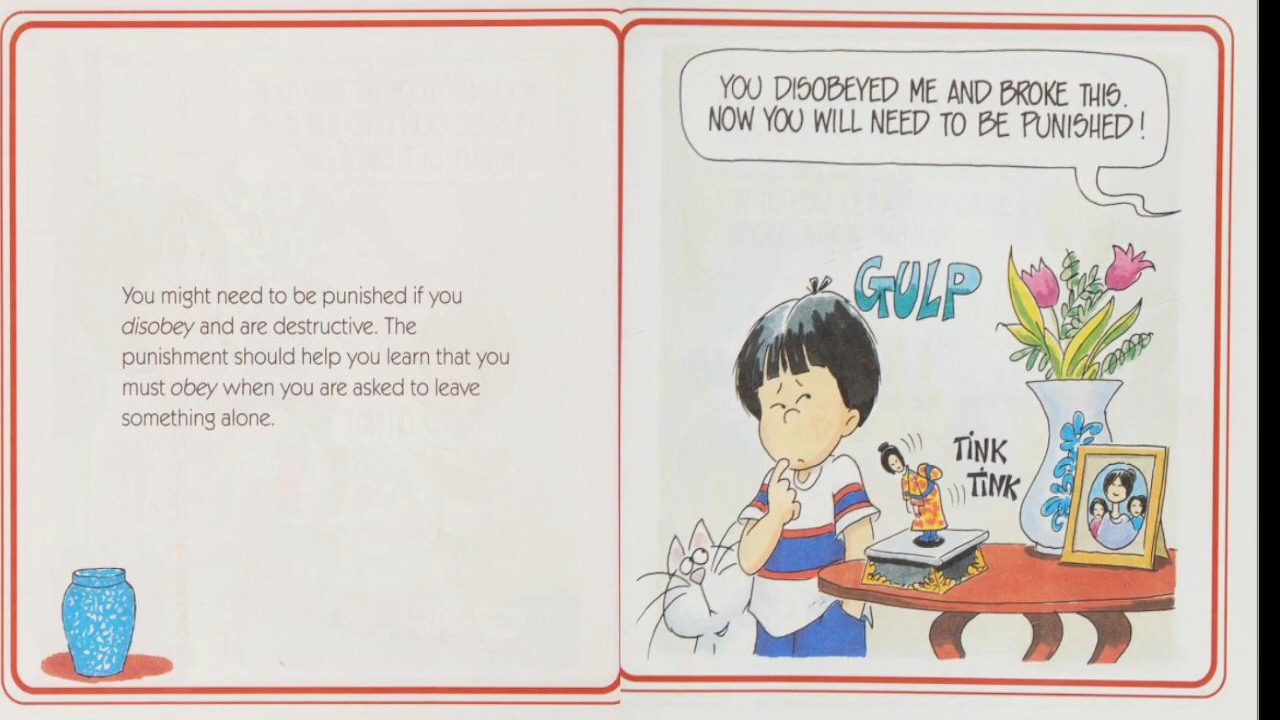 You might need to be punished if you
disobey and are destructive. The
punishment should help you learn that you
must obey when you are asked to leave
something alone.
YOU DISOBEYED ME AND BROKE THIS.
NOW YOU WILL NEED TO BE PUNISHED!
GULP
TINK
TINK